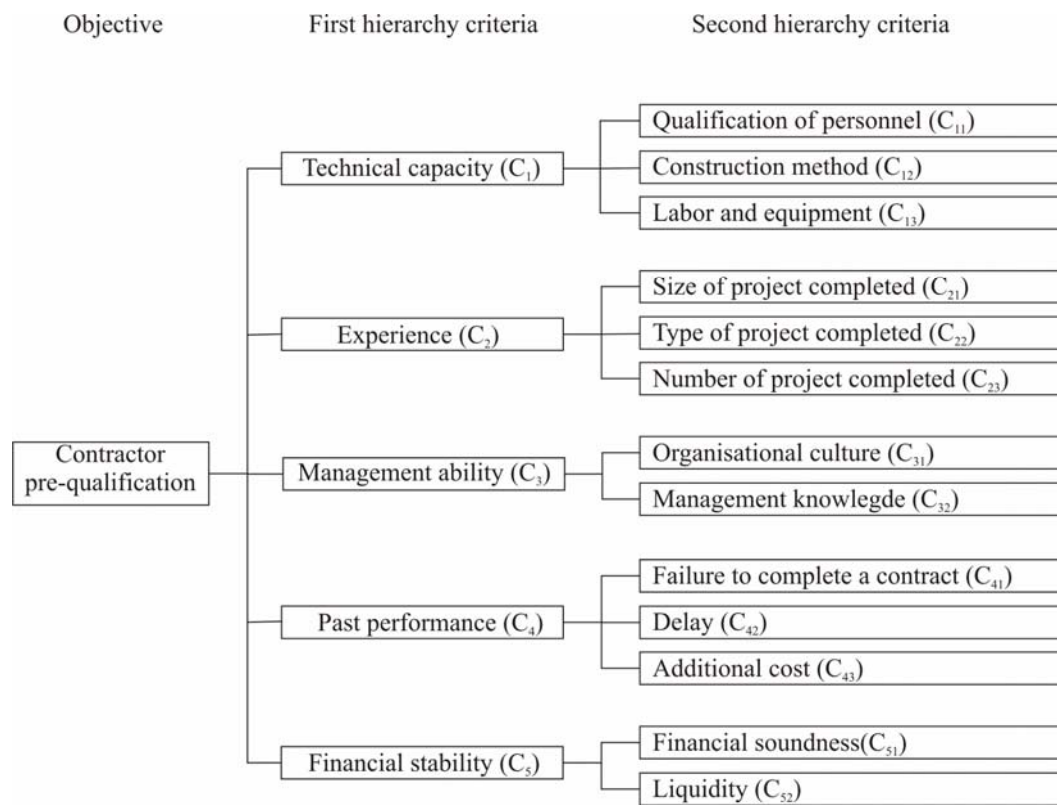 Objective First hierarchy criteria Second hierarchy criteria
Qualification of personnel (C₁₁)
Technical capacity (C₁) Construction method (C₁₂)
Labor and equipment (C₁₃)
Size of project completed (C₂₁)
Experience (C₂) Type of project completed (C₂₂)
Number of project completed (C₂₃)
Contractor
pre-qualification
Organisational culture (C₃₁)
Management ability (C₃)
Management knowlegde (C₃₂)
Failure to complete a contract (C₄₁)
Past performance (C₄) Delay (C₄₂)
Additional cost (C₄₃)
Financial soundness(C₅₁)
Financial stability (C₅)
Liquidity (C₅₂)